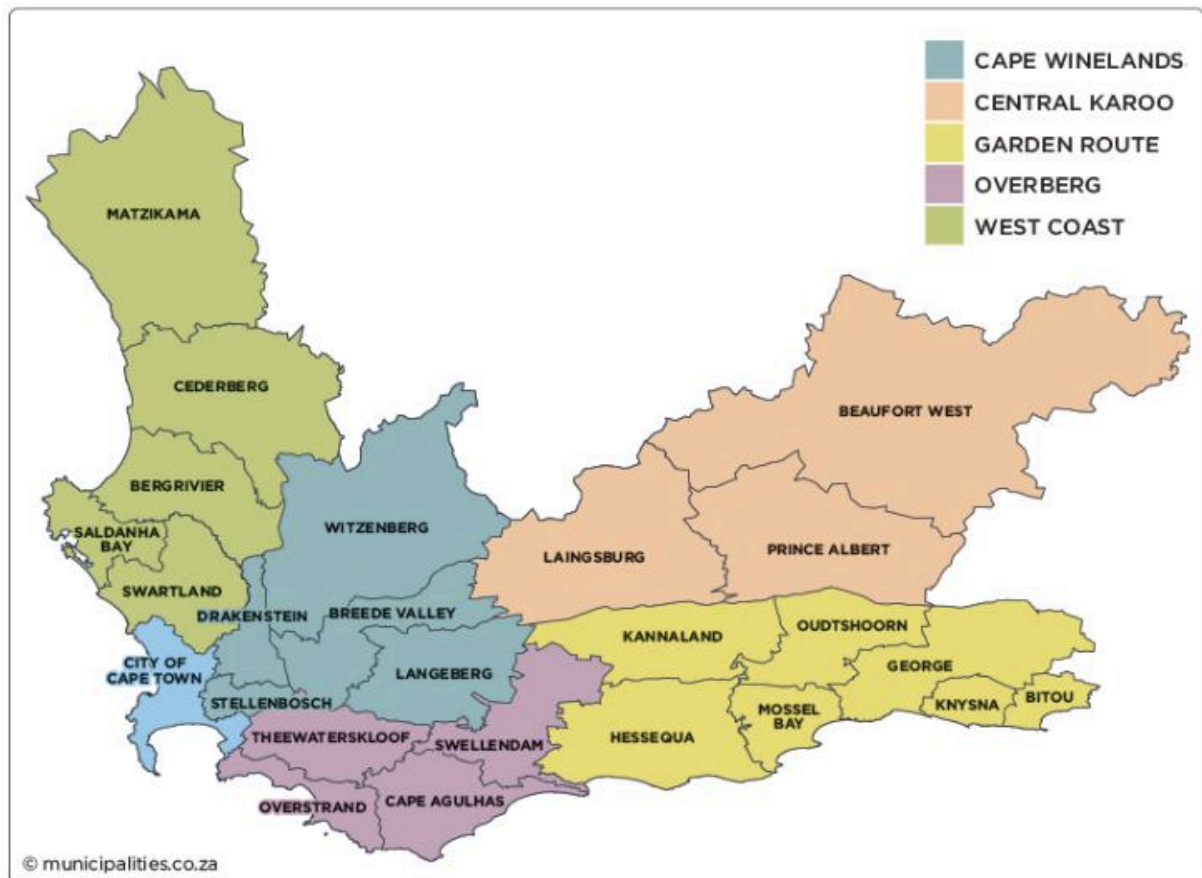 CAPE WINELANDS
CENTRAL KAROO
GARDEN ROUTE
OVERBERG
WEST COAST
MATZIKAMA
CEDERBERG
BEAUFORT WEST
BERGRIVIER
WITZENBERG
SALDANHA
BAY
LAINGSBURG
PRINCE ALBERT
SWARTLAND
DRAKENSTEIN
BREEDE VALLEY
KANNALAND
OUDTSHOORN
CITY OF
CAPE TOWN
LANGEBERG
GEORGE
STELLENBOSCH
MOSSEL
BAY
KNYSNA
BITOU
THEEWATERSKLOOF
SWELLENDAM
HESSEQUA
OVERSTRAND
CAPE AGULHAS
© municipalities.co.za